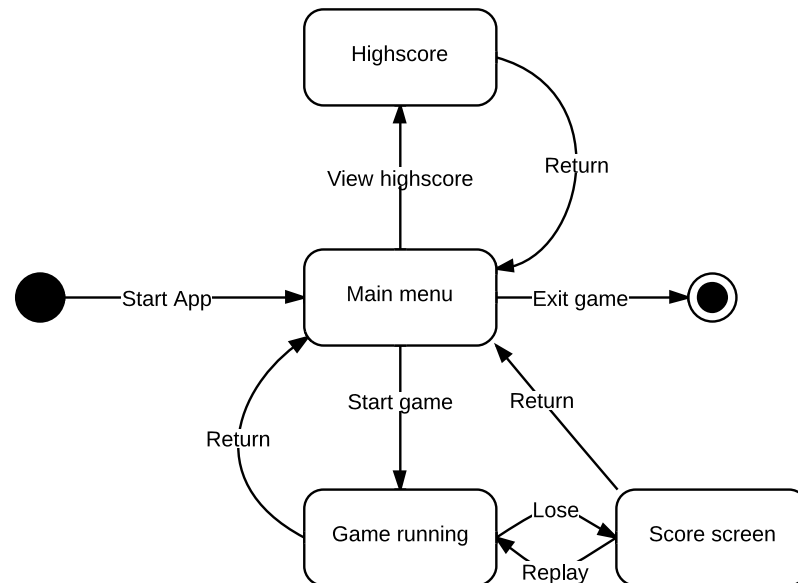 Highscore
View highscore
Return
Start App
Main menu
Exit game
Start game
Return
Return
Game running
Lose
Score screen
Replay